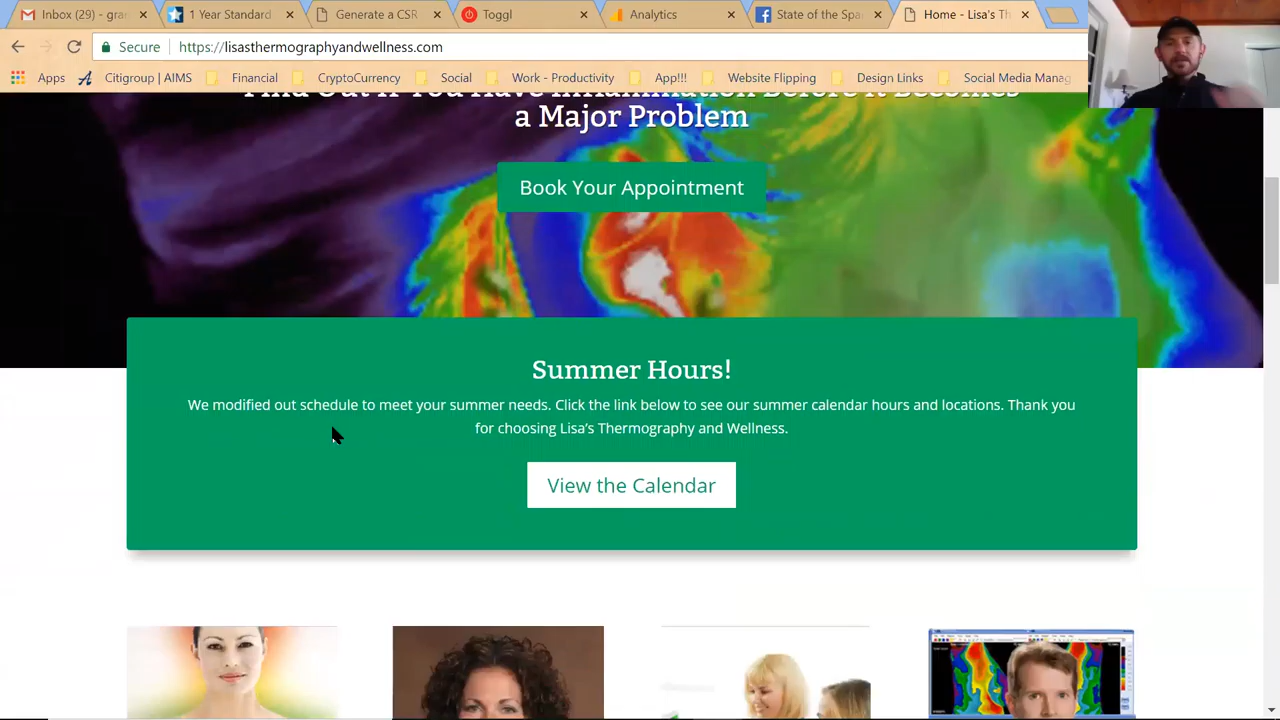 Inbox (29) - gra
1 Year Standard
Generate a CSR
Toggl
Analytics
State of the Spa
Home - Lisa's Th
Secure
https://lisasthermographyandwellness.com
Apps
Citigroup | AIMS
Financial
CryptoCurrency
Social
Work - Productivity
App!!!
Website Flipping
Design Links
Social Media Manag
Find Out If You Have Inflammation Before It Becomes
a Major Problem
Book Your Appointment
Summer Hours!
We modified out schedule to meet your summer needs. Click the link below to see our summer calendar hours and locations. Thank you
for choosing Lisa's Thermography and Wellness.
View the Calendar